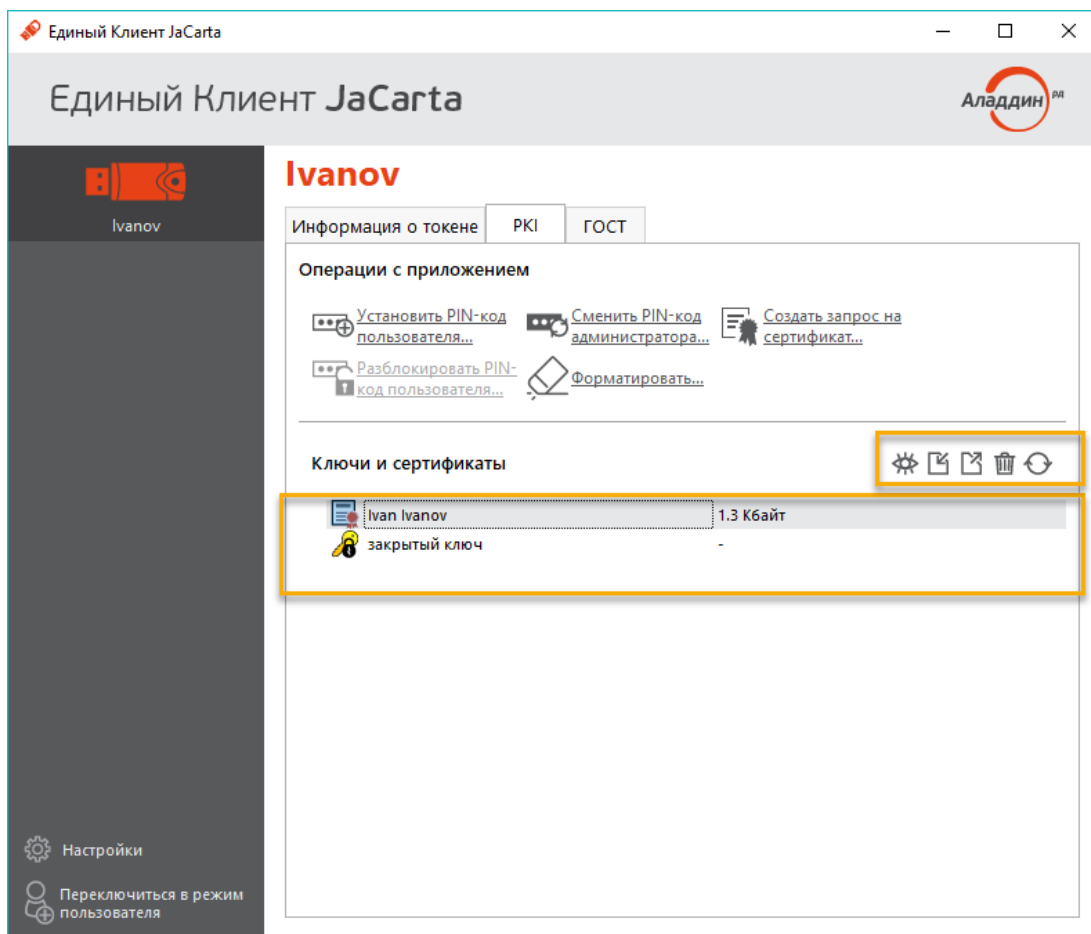 Единый Клиент JaCarta
Единый Клиент JaCarta
Аладдин РД
Ivanov
Ivanov
Информация о токене
PKI
ГОСТ
Операции с приложением
Установить PIN-код
пользователя...
Сменить PIN-код
администратора...
Создать запрос на
сертификат...
Разблокировать PIN-
код пользователя...
Форматировать...
Ключи и сертификаты
Ivan Ivanov 1.3 Кбайт
закрытый ключ -
Настройки
Переключиться в режим
пользователя